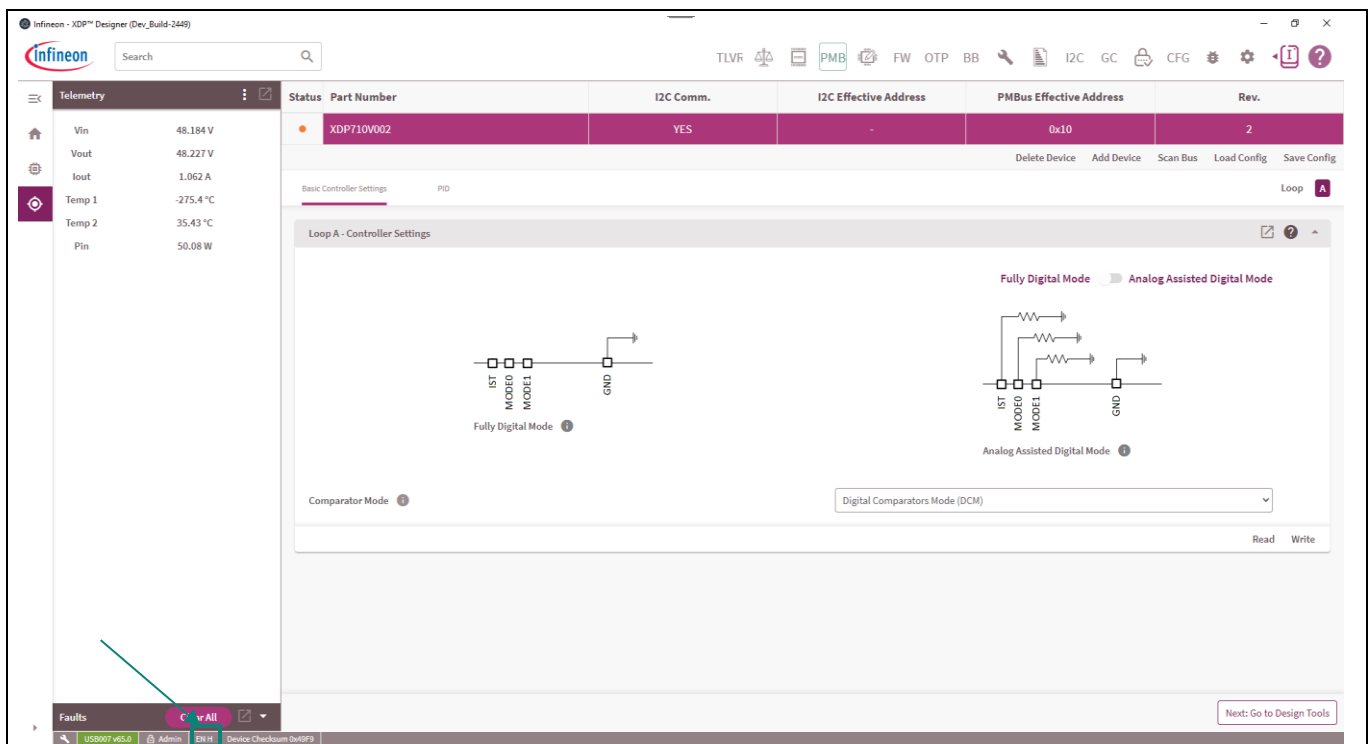 Infineon - XDP™ Designer (Dev_Build-2449)
infineon
Search
TLVR PMB FW OTP BB I2C GC CFG
Telemetry
Vin 48.184 V
Vout 48.227 V
Iout 1.062 A
Temp 1 -275.4 °C
Temp 2 35.43 °C
Pin 50.08 W
Status Part Number I2C Comm. I2C Effective Address PMBus Effective Address Rev.
XDP710V002 YES - 0x10 2
Delete Device Add Device Scan Bus Load Config Save Config
Basic Controller Settings PID Loop A
Loop A - Controller Settings
Fully Digital Mode Analog Assisted Digital Mode
IST
MODE0
MODE1
GND
Fully Digital Mode
IST
MODE0
MODE1
GND
Analog Assisted Digital Mode
Comparator Mode Digital Comparators Mode (DCM)
Read Write
Next: Go to Design Tools
Faults Clear All
USB007 v65.0 Admin EN H Device Checksum 0x49F9